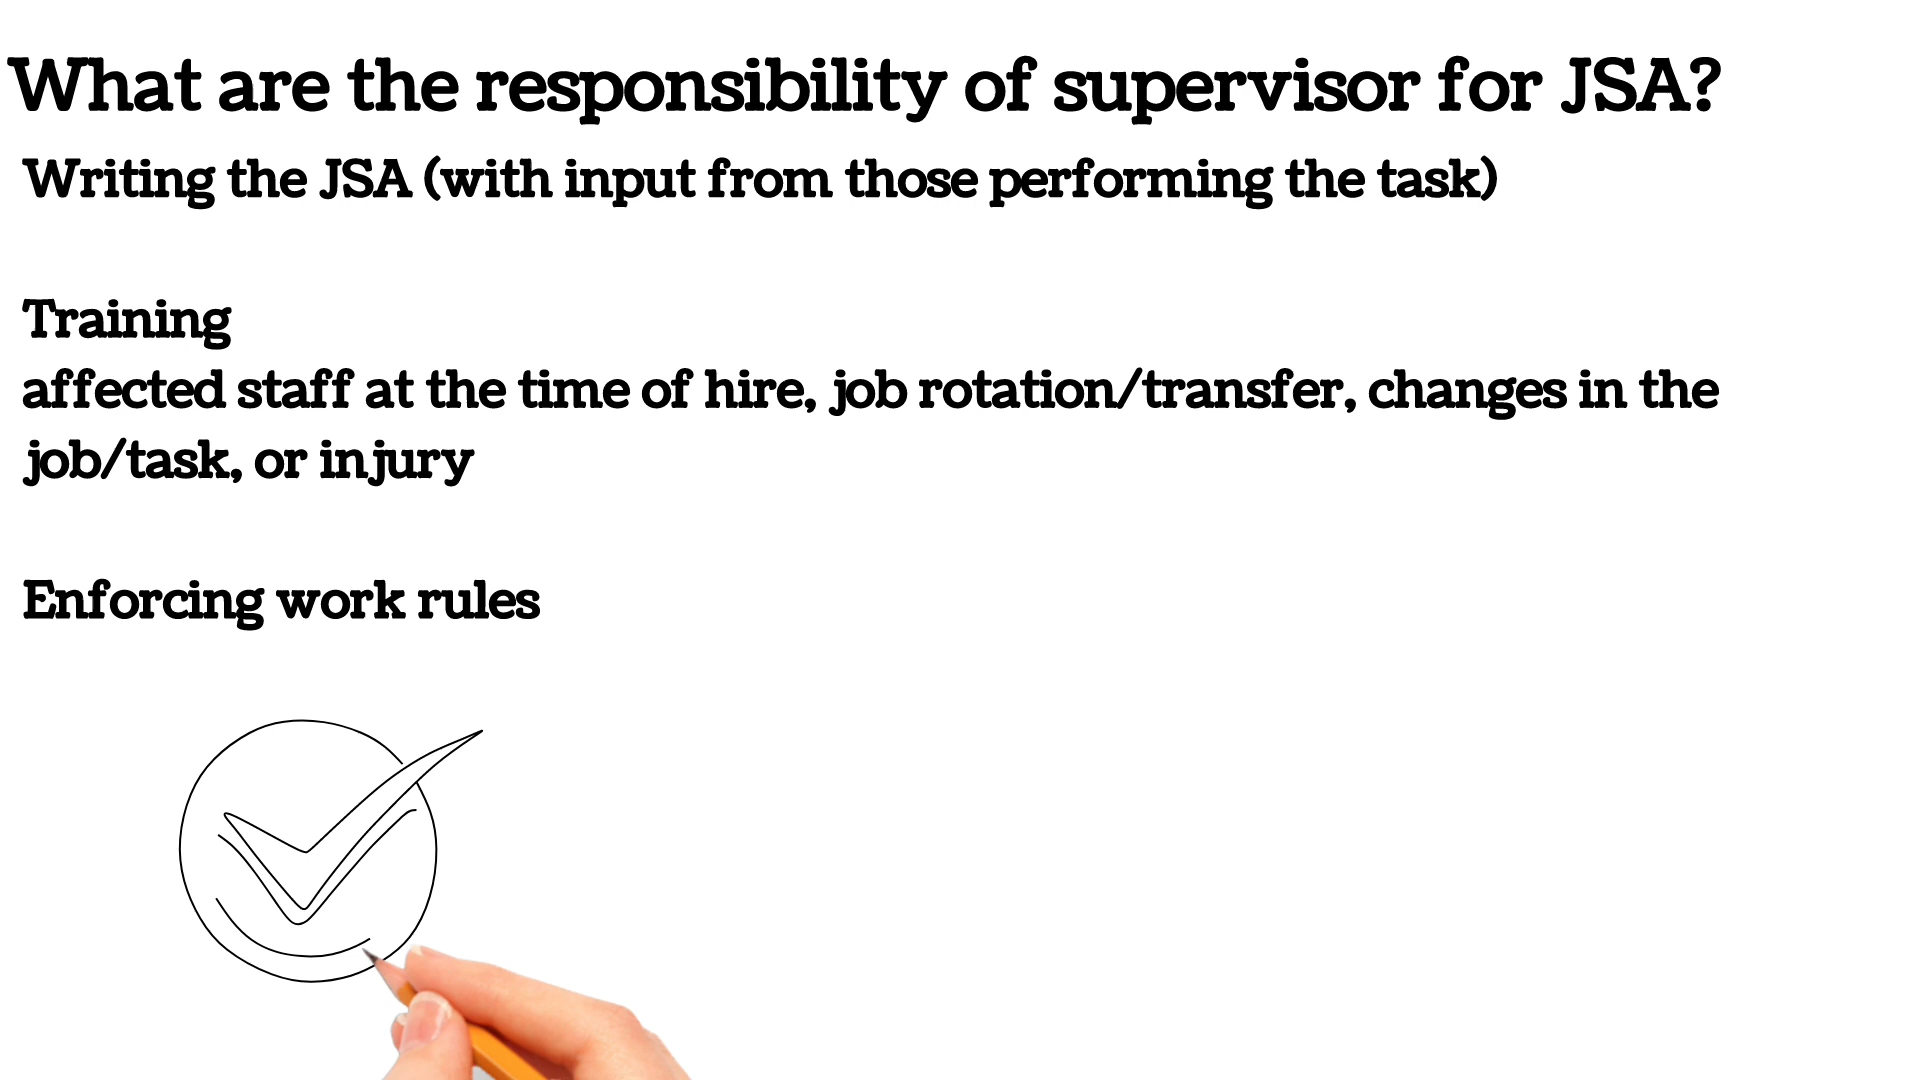 What are the responsibility of supervisor for JSA?
Writing the JSA (with input from those performing the task)
Training
affected staff at the time of hire, job rotation/transfer, changes in the
job/task, or injury
Enforcing work rules